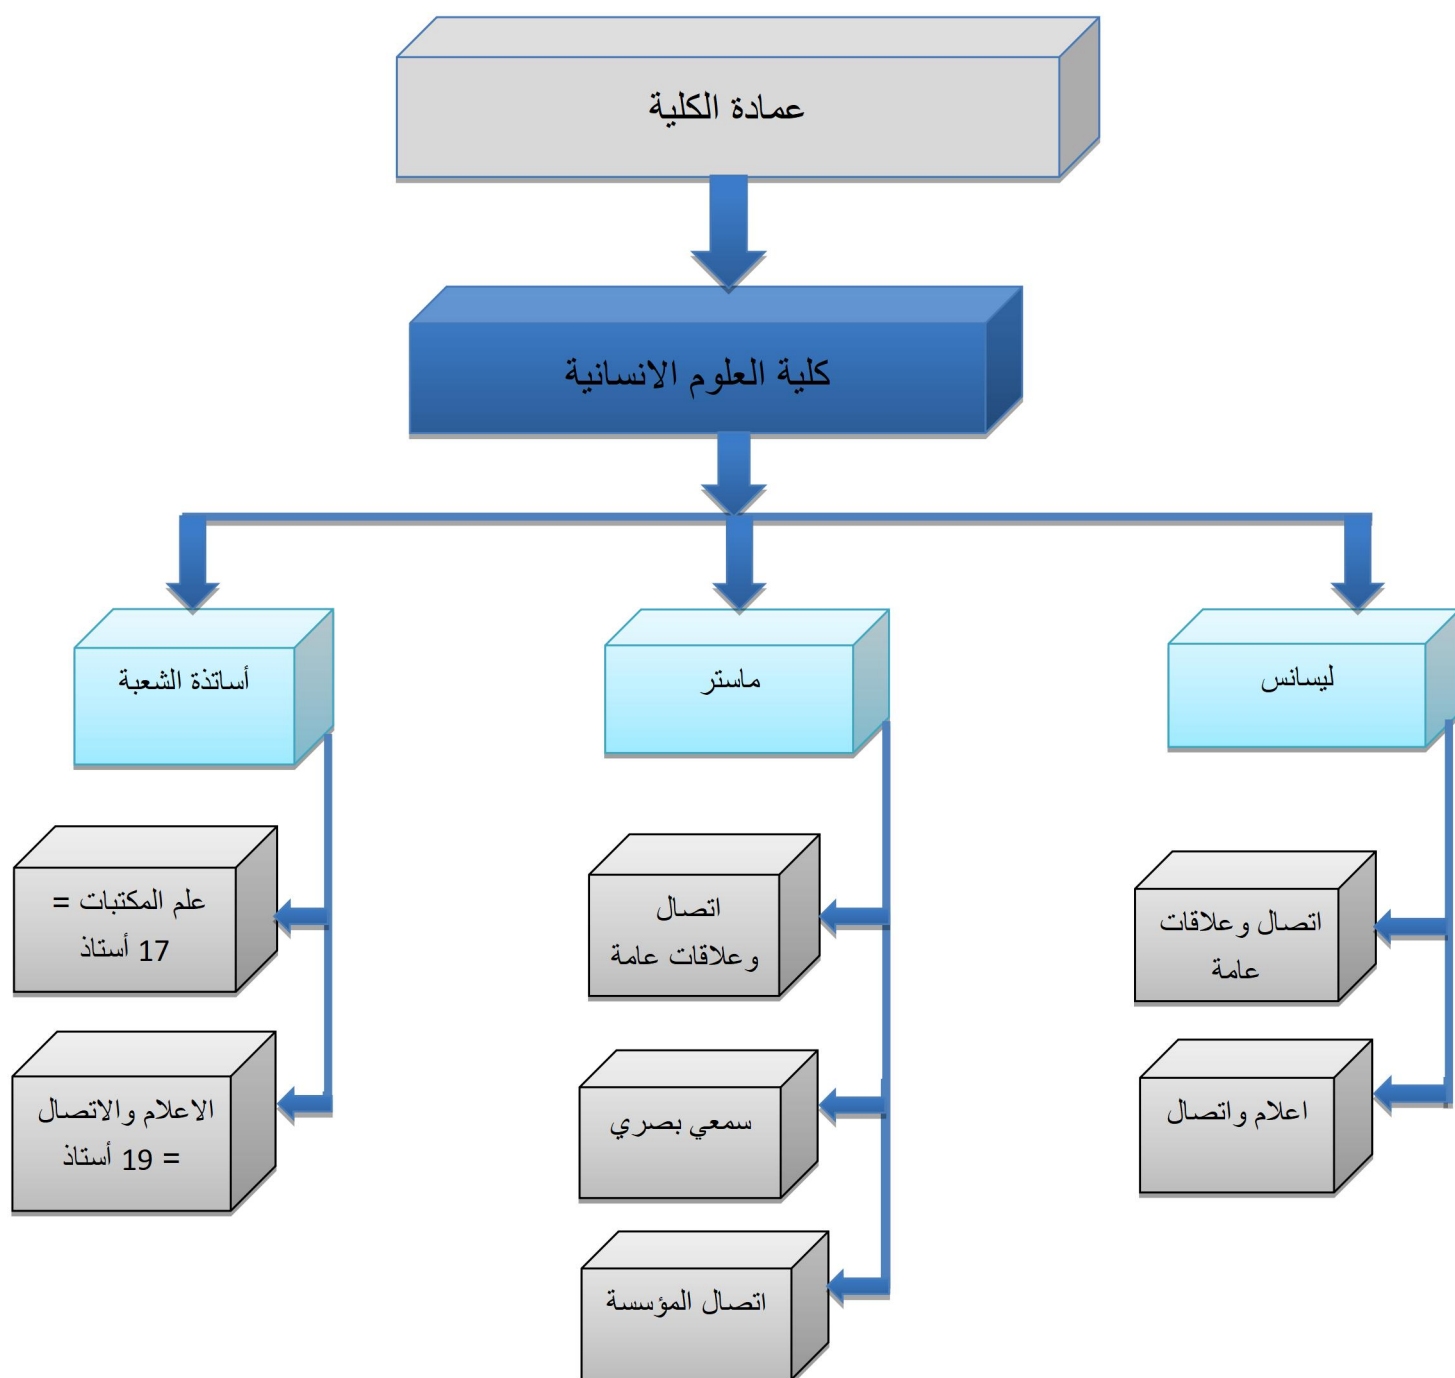 عمادة الكلية
كلية العلوم الانسانية
ليسانس
ماستر
أساتذة الشعبة
اتصال وعلاقات
عامة
اعلام واتصال
اتصال
وعلاقات عامة
سمعي بصري
اتصال المؤسسة
علم المكتبات =
17 أستاذ
الاعلام والاتصال
= 19 أستاذ